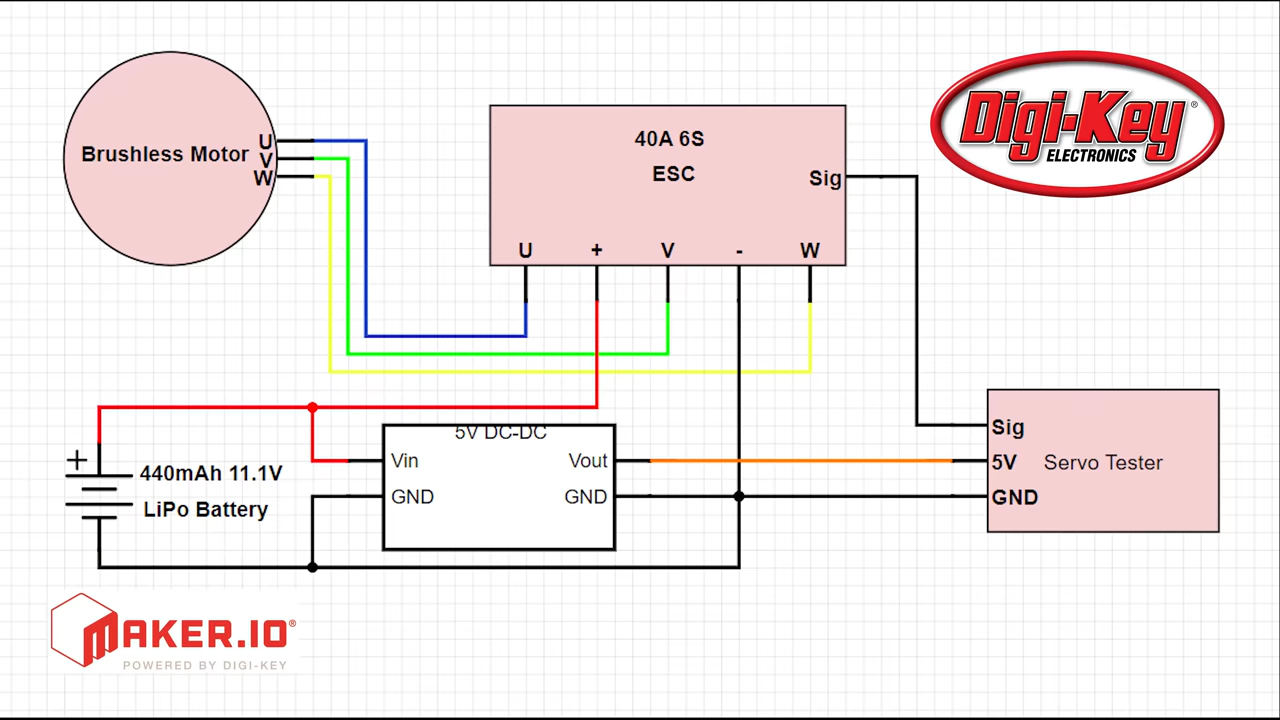 Brushless Motor
U
V
W
40A 6S
ESC
Sig
U
+
V
-
W
Digi-Key®
ELECTRONICS
+
440mAh 11.1V
LiPo Battery
5V DC-DC
Vin
Vout
GND
GND
Sig
5V
Servo Tester
GND
MAKER.IO®
POWERED BY DIGI-KEY